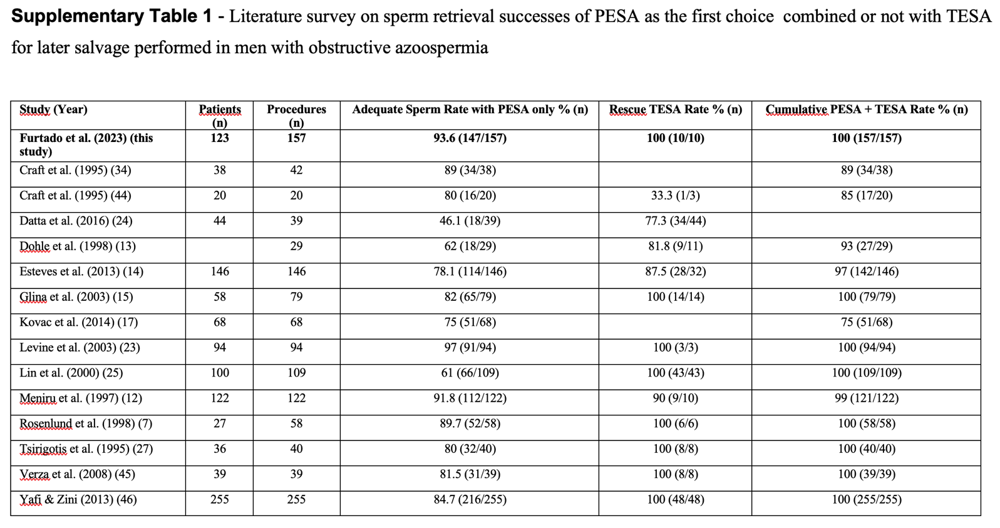 Supplementary Table 1 - Literature survey on sperm retrieval successes of PESA as the first choice combined or not with TESA
for later salvage performed in men with obstructive azoospermia
Study (Year) Patients (n) Procedures (n) Adequate Sperm Rate with PESA only % (n) Rescue TESA Rate % (n) Cumulative PESA + TESA Rate % (n)
Furtado et al. (2023) (this study) 123 157 93.6 (147/157) 100 (10/10) 100 (157/157)
Craft et al. (1995) (34) 38 42 89 (34/38) 89 (34/38)
Craft et al. (1995) (44) 20 20 80 (16/20) 33.3 (1/3) 85 (17/20)
Datta et al. (2016) (24) 44 39 46.1 (18/39) 77.3 (34/44)
Dohle et al. (1998) (13) 29 62 (18/29) 81.8 (9/11) 93 (27/29)
Esteves et al. (2013) (14) 146 146 78.1 (114/146) 87.5 (28/32) 97 (142/146)
Glina et al. (2003) (15) 58 79 82 (65/79) 100 (14/14) 100 (79/79)
Kovac et al. (2014) (17) 68 68 75 (51/68) 75 (51/68)
Levine et al. (2003) (23) 94 94 97 (91/94) 100 (3/3) 100 (94/94)
Lin et al. (2000) (25) 100 109 61 (66/109) 100 (43/43) 100 (109/109)
Meniru et al. (1997) (12) 122 122 91.8 (112/122) 90 (9/10) 99 (121/122)
Rosenlund et al. (1998) (7) 27 58 89.7 (52/58) 100 (6/6) 100 (58/58)
Tsirigotis et al. (1995) (27) 36 40 80 (32/40) 100 (8/8) 100 (40/40)
Verza et al. (2008) (45) 39 39 81.5 (31/39) 100 (8/8) 100 (39/39)
Yafi & Zini (2013) (46) 255 255 84.7 (216/255) 100 (48/48) 100 (255/255)